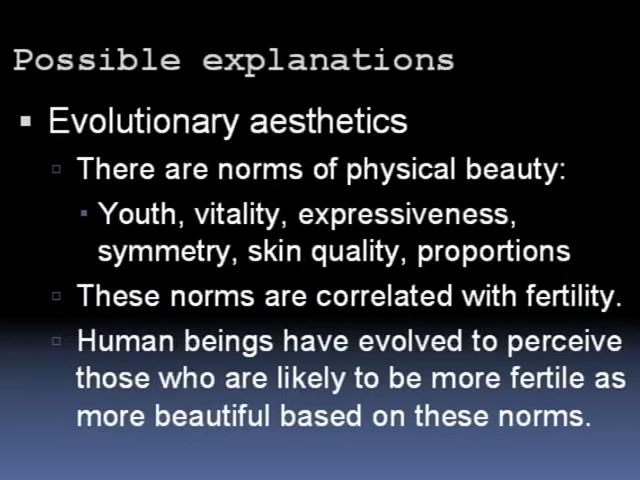 Possible explanations
Evolutionary aesthetics
There are norms of physical beauty:
Youth, vitality, expressiveness,
symmetry, skin quality, proportions
These norms are correlated with fertility.
Human beings have evolved to perceive
those who are likely to be more fertile as
more beautiful based on these norms.